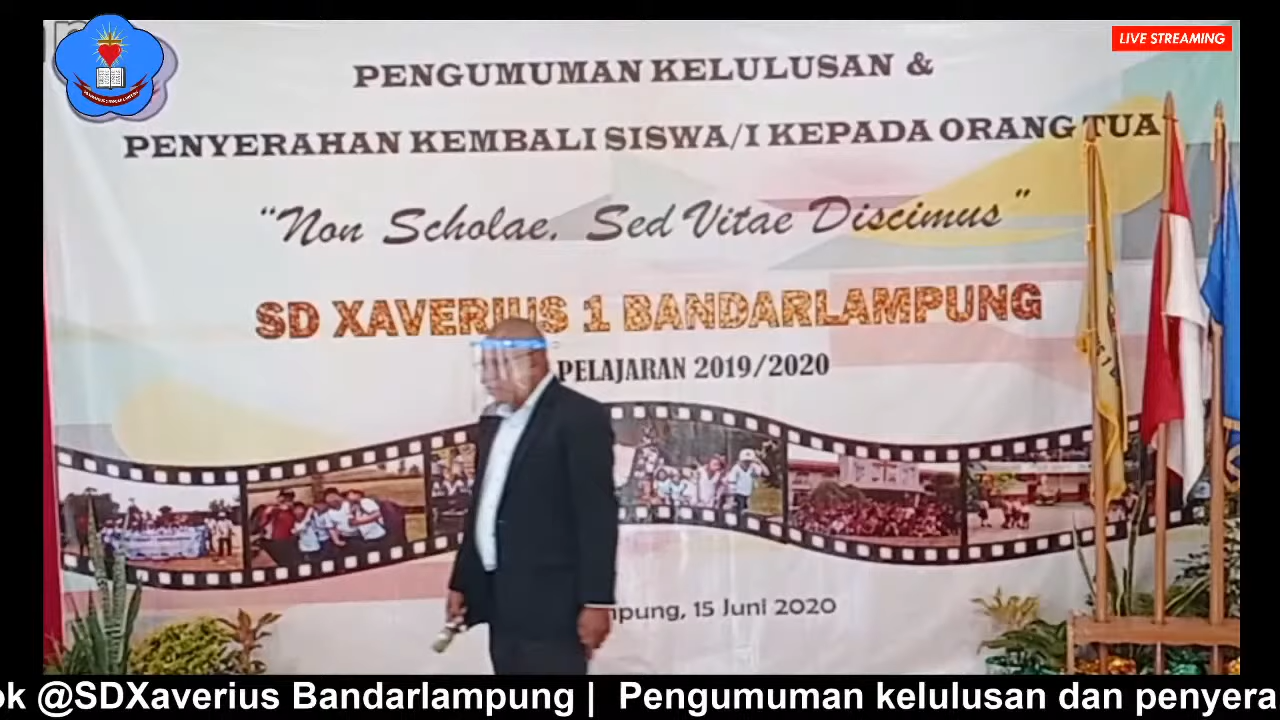 LIVE STREAMING
PENGUMUMAN KELULUSAN &
PENYERAHAN KEMBALI SISWA/I KEPADA ORANG TUA
"Non Scholae, Sed Vitae Discimus"
SD XAVERIUS 1 BANDARLAMPUNG
PELAJARAN 2019/2020
mpung, 15 Juni 2020
ok @SDXaverius Bandarlampung | Pengumuman kelulusan dan penyera